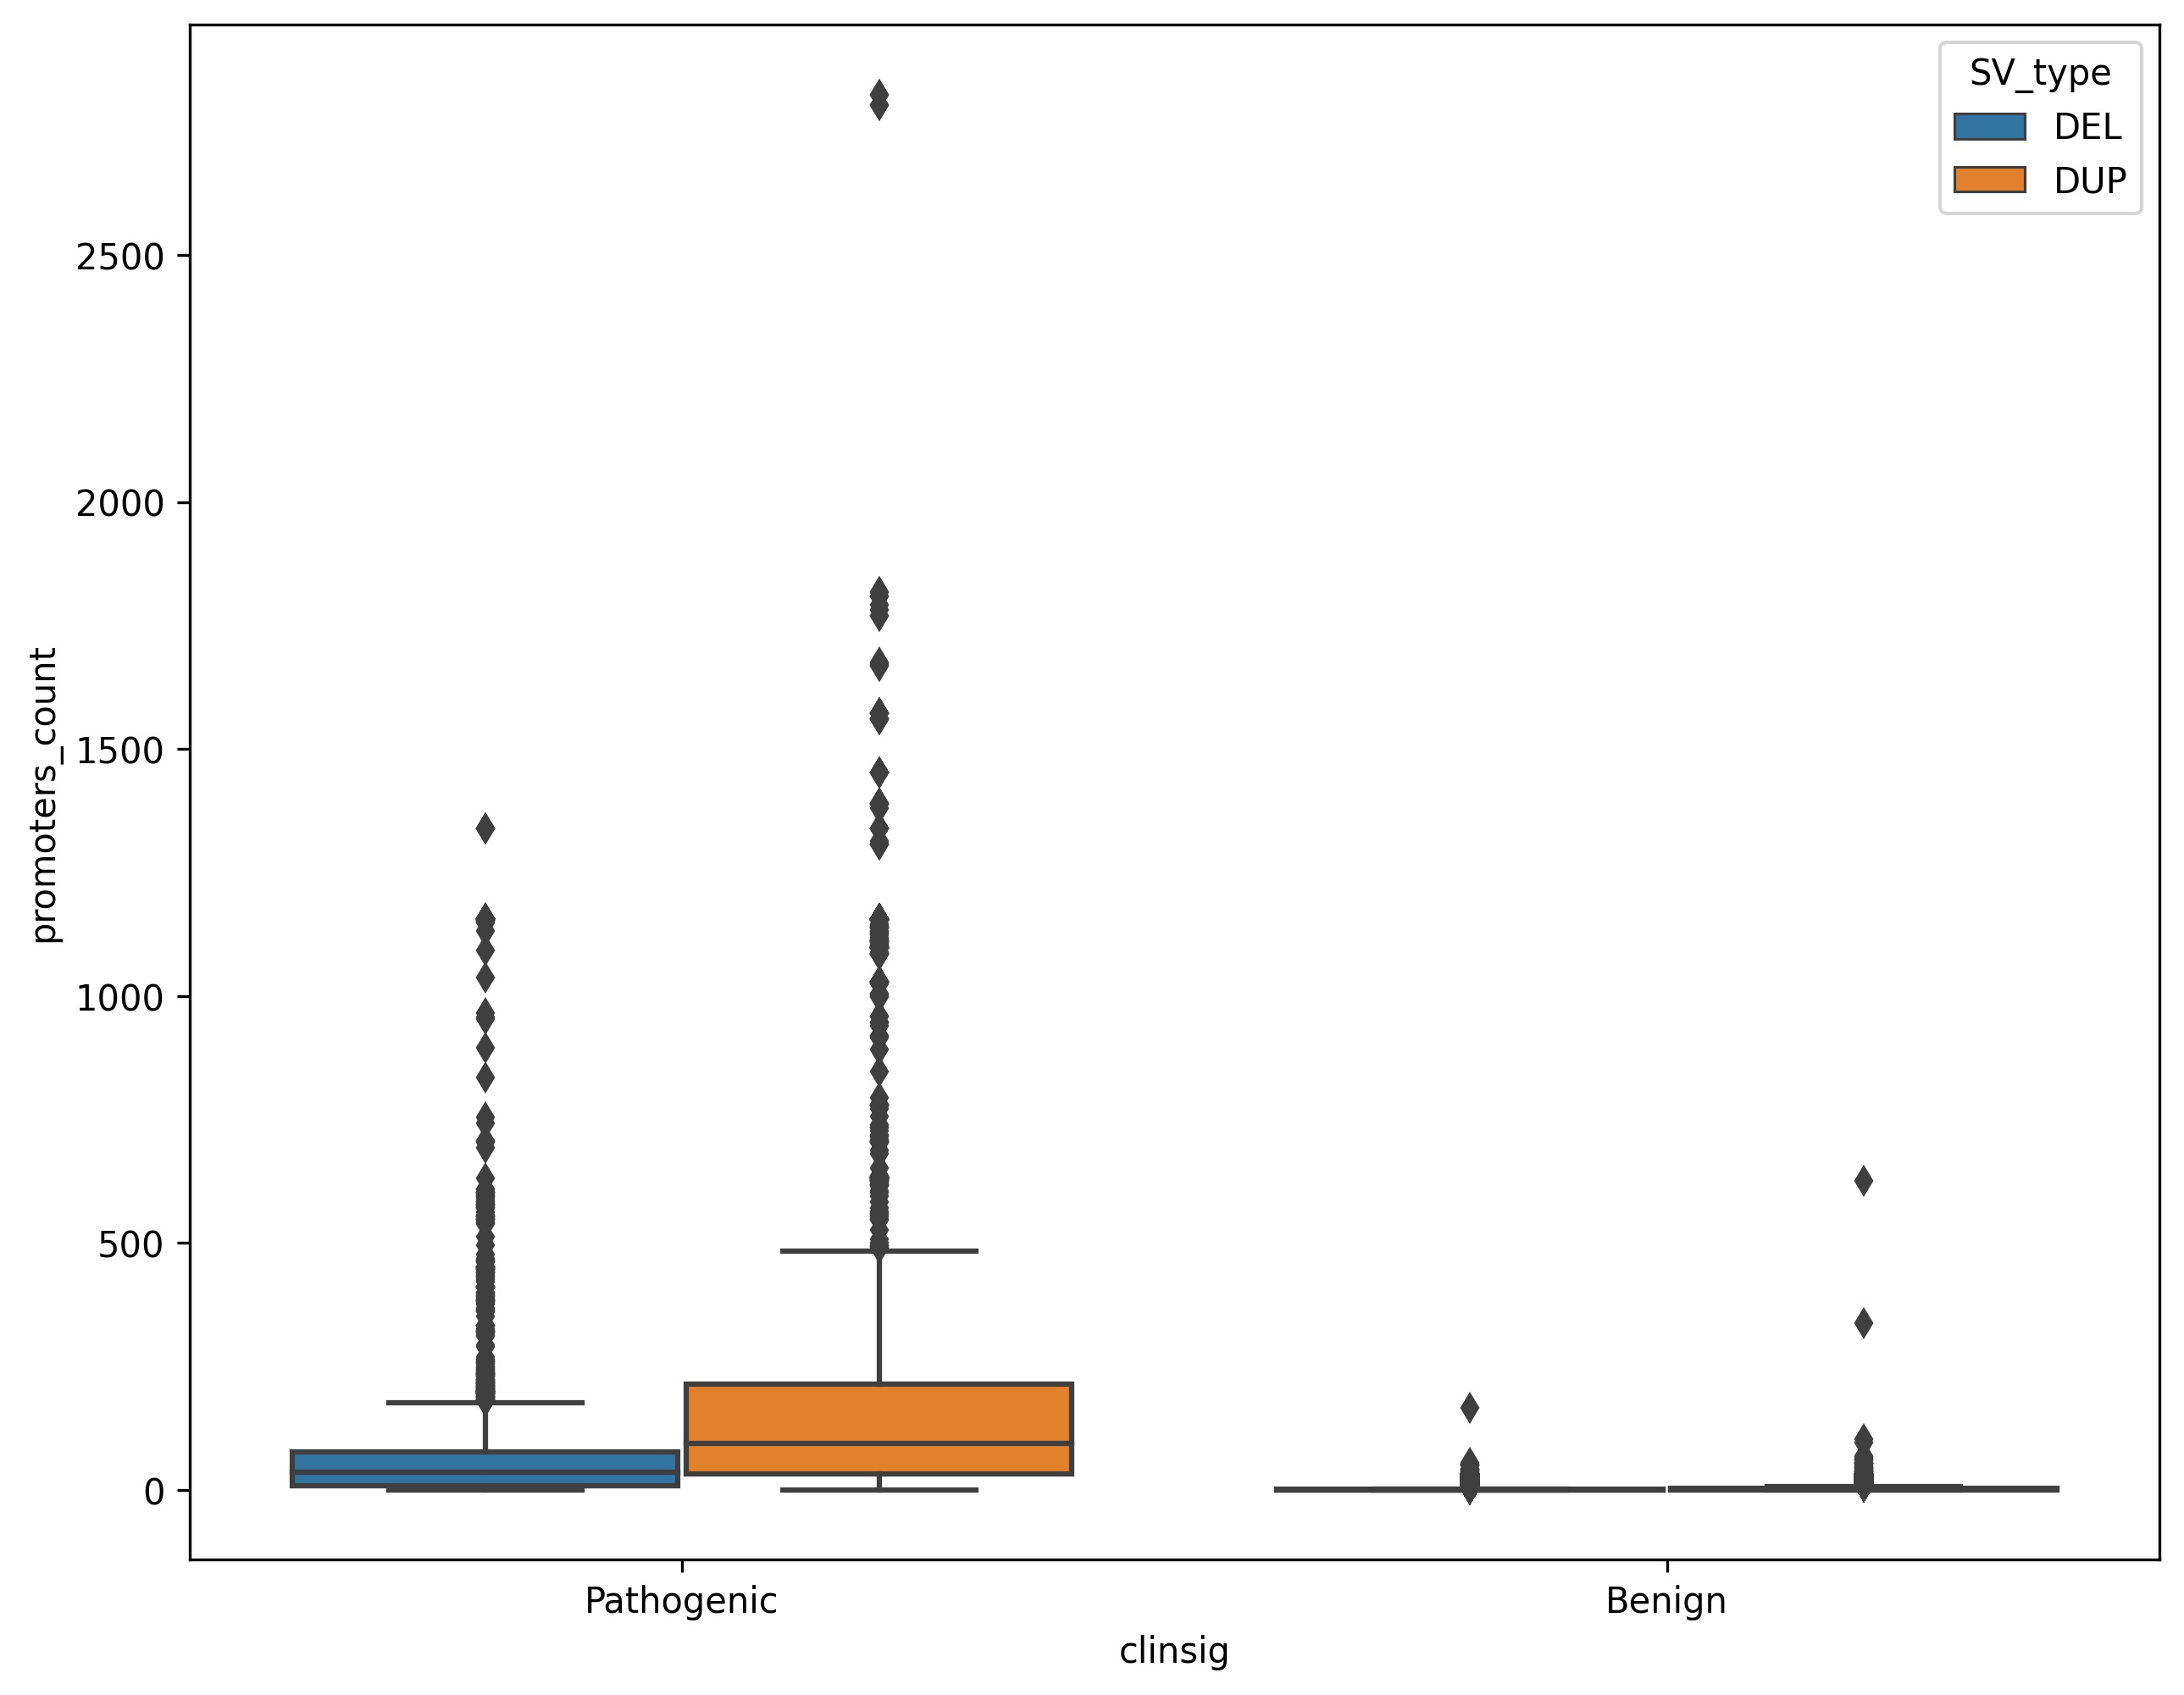 SV_type
DEL
DUP
promoters_count
2500
2000
1500
1000
500
0
Pathogenic
Benign
clinsig